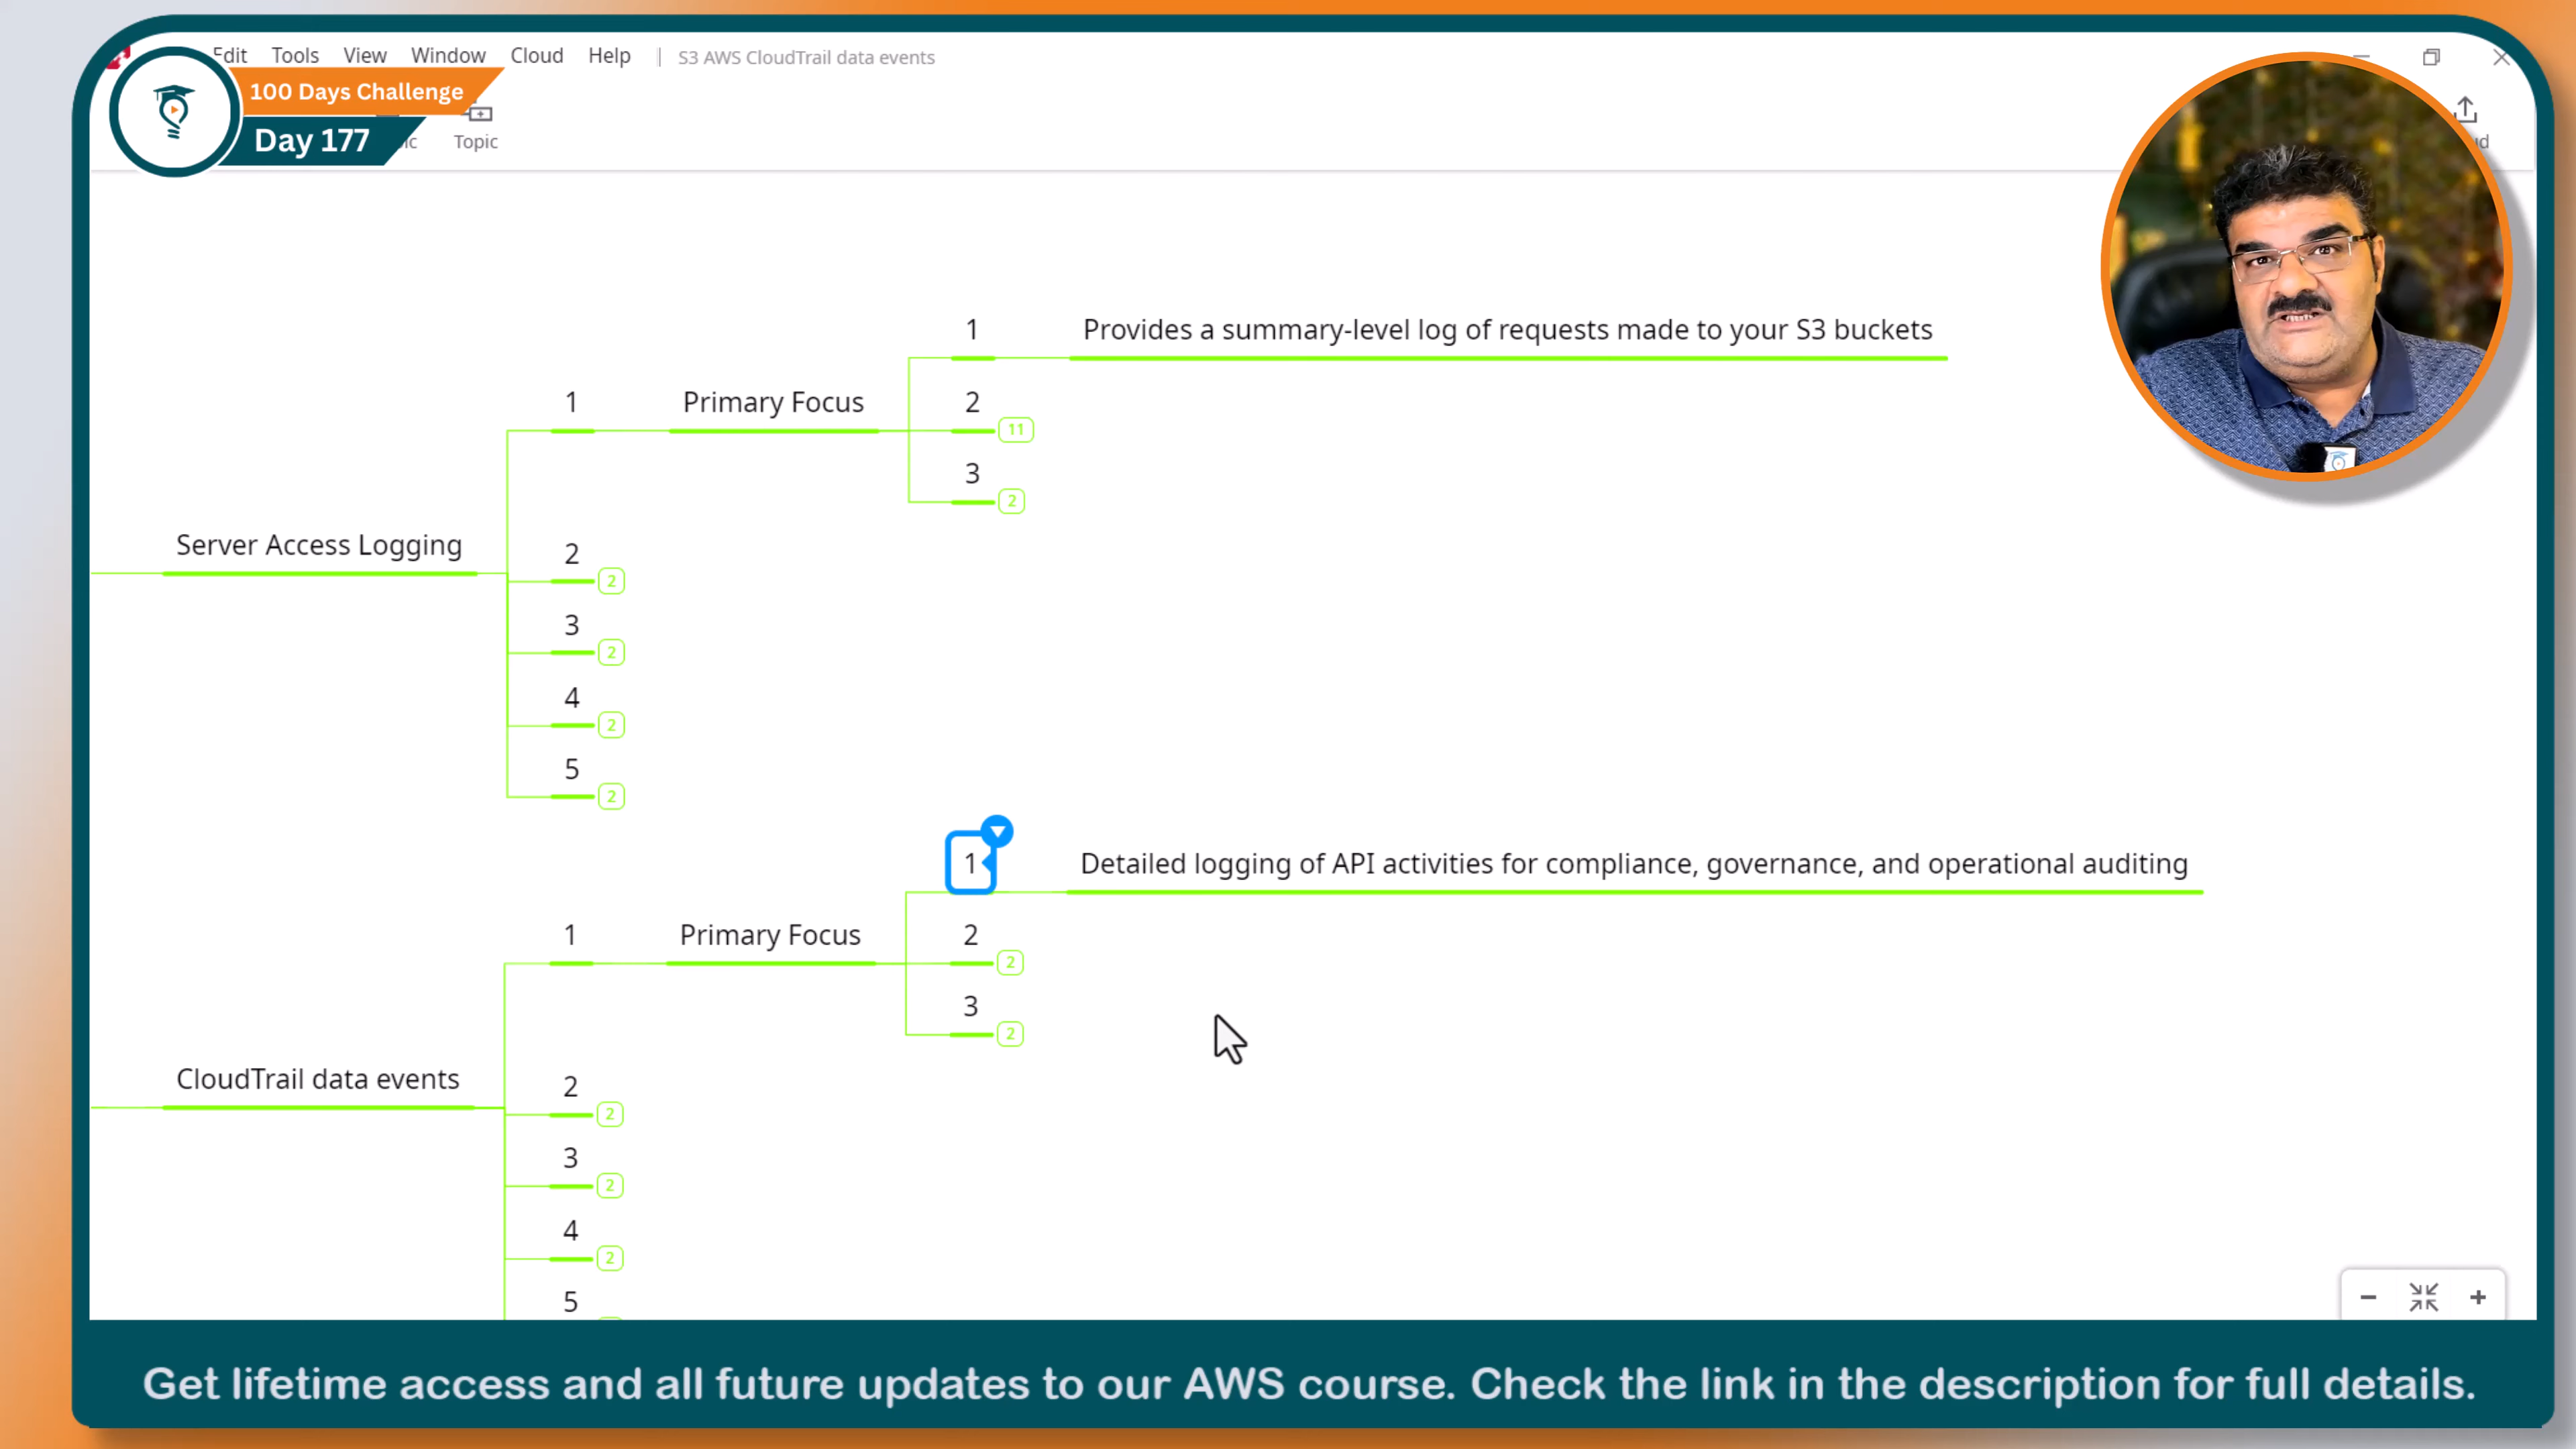 Edit Tools View Window Cloud Help | S3 AWS CloudTrail data events
100 Days Challenge
Day 177
Topic
1 Provides a summary-level log of requests made to your S3 buckets
1 Primary Focus
2 11
3 2
Server Access Logging
2 2
3 2
4 2
5 2
1 Detailed logging of API activities for compliance, governance, and operational auditing
1 Primary Focus
2 2
3 2
CloudTrail data events
2 2
3 2
4 2
5
Get lifetime access and all future updates to our AWS course. Check the link in the description for full details.